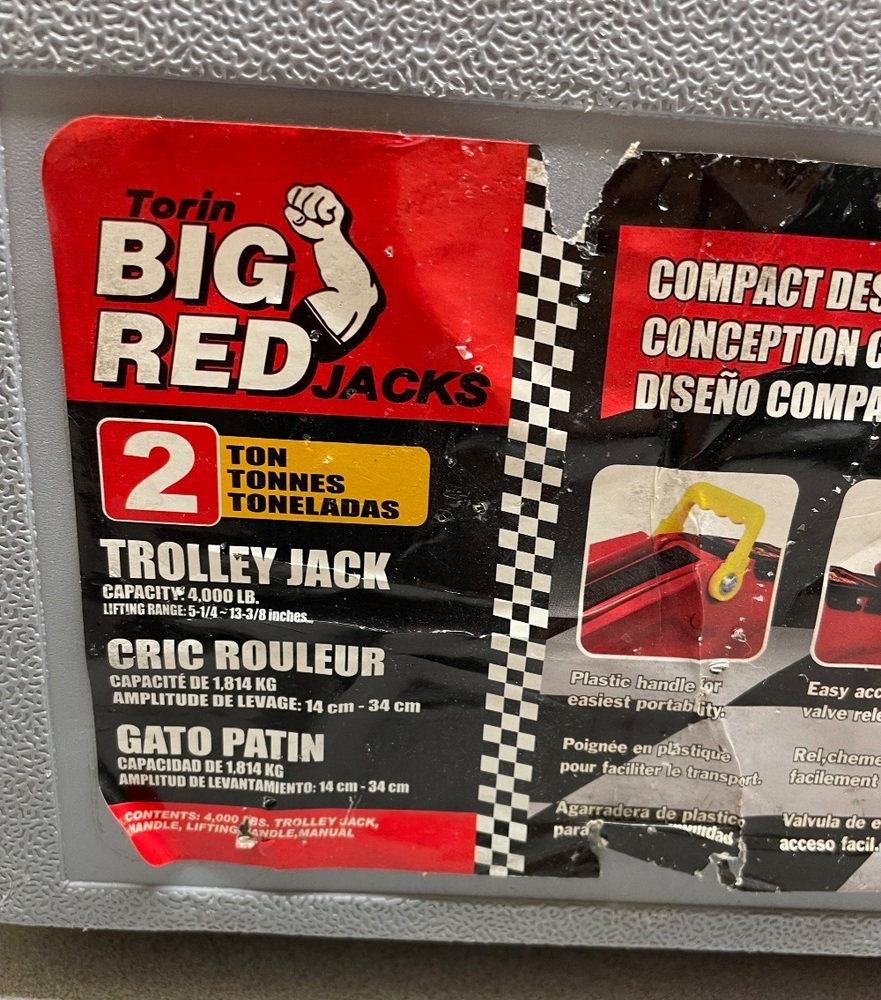 Torin
BIG
RED
JACKS
2
TON
TONNES
TONELADAS
TROLLEY JACK
CAPACITY: 4,000 LB.
LIFTING RANGE: 5-1/4 ~ 13-3/8 inches
CRIC ROULEUR
CAPACITÉ DE 1,814 KG
AMPLITUDE DE LEVAGE: 14 cm - 34 cm
GATO PATIN
CAPACIDAD DE 1,814 KG
AMPLITUD DE LEVANTAMIENTO: 14 cm - 34 cm
CONTENTS: 4,000 LBS. TROLLEY JACK,
HANDLE, LIFTING HANDLE, MANUAL
COMPACT DES
CONCEPTION C
DISEÑO COMPA
Plastic handle for
easiest portability.
Poignée en plastique
pour faciliter le transport.
Agarradera de plastico
para
Easy acc
valve rele
Rel,cheme
facilement
Valvula de e
acceso facil.